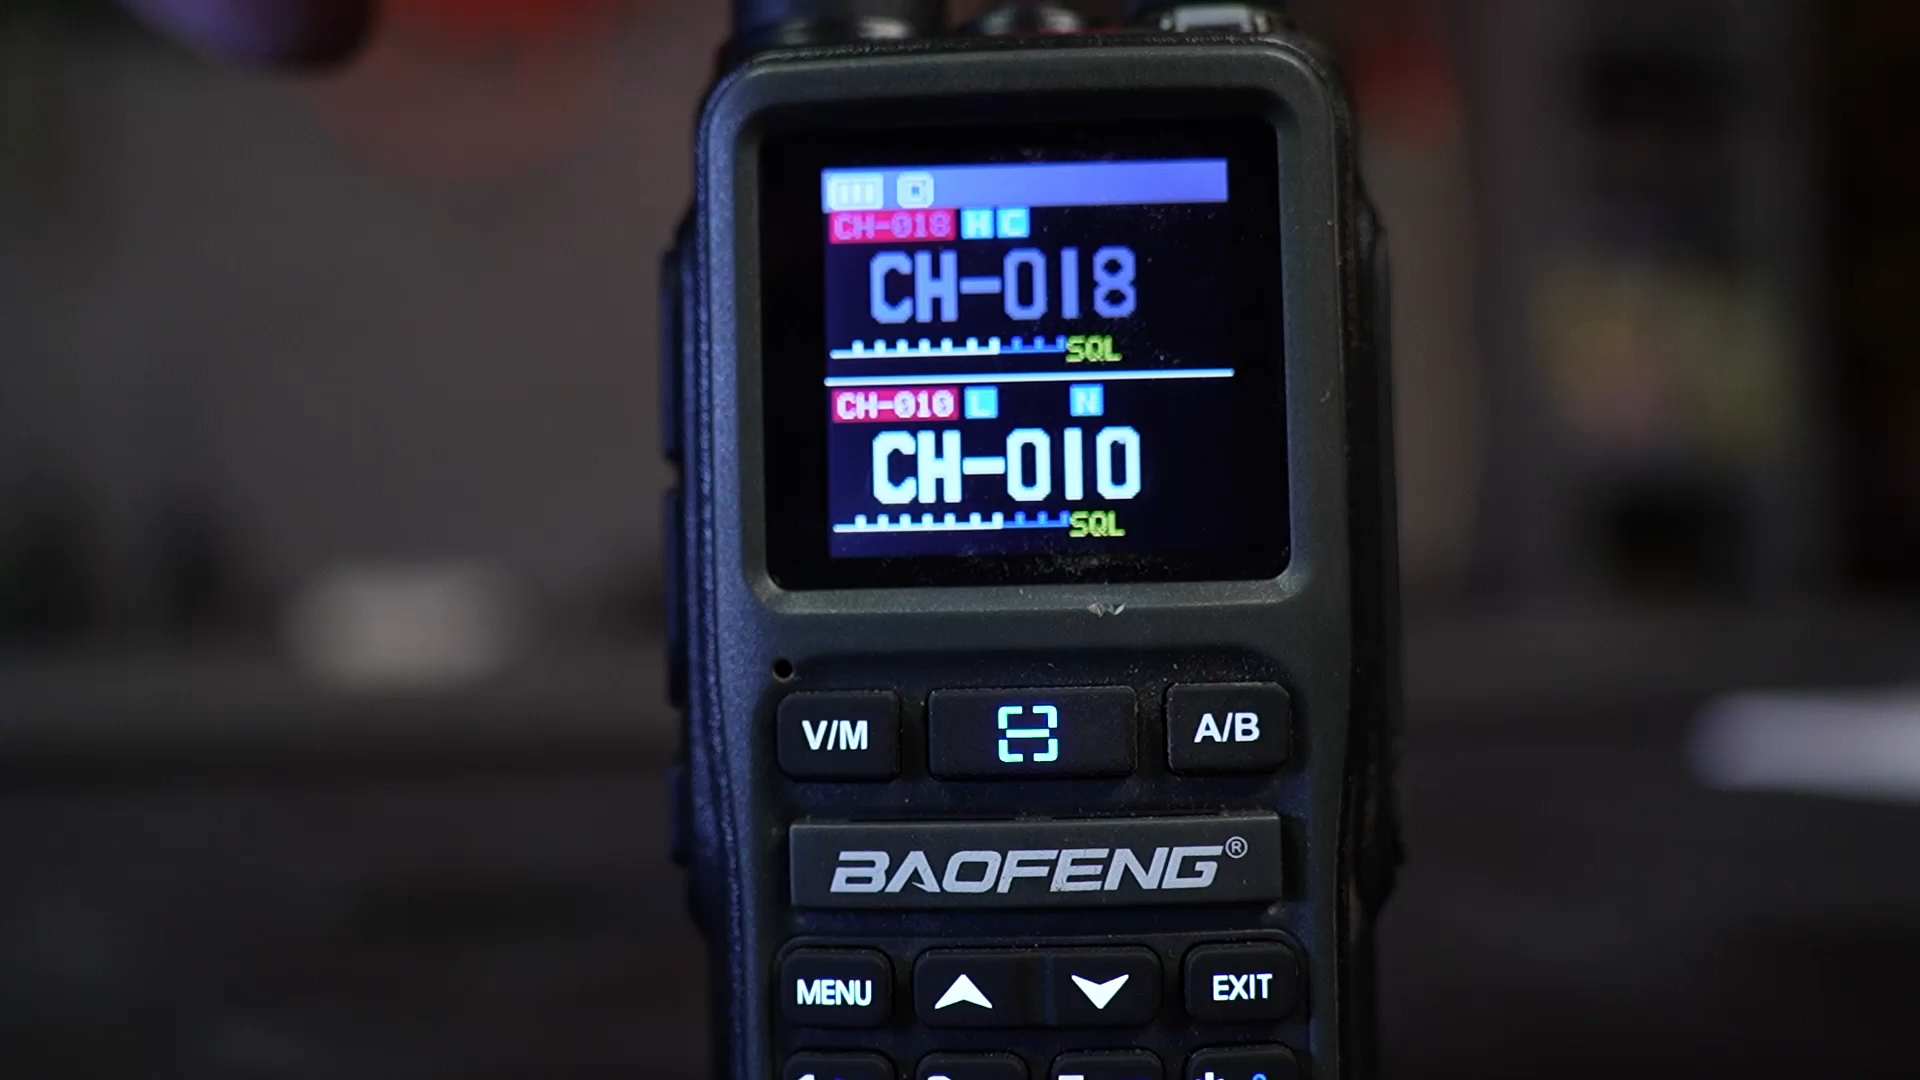 CH-018 H C
CH-018
SQL
CH-010 L N
CH-010
SQL
V/M A/B
BAOFENG®
MENU EXIT